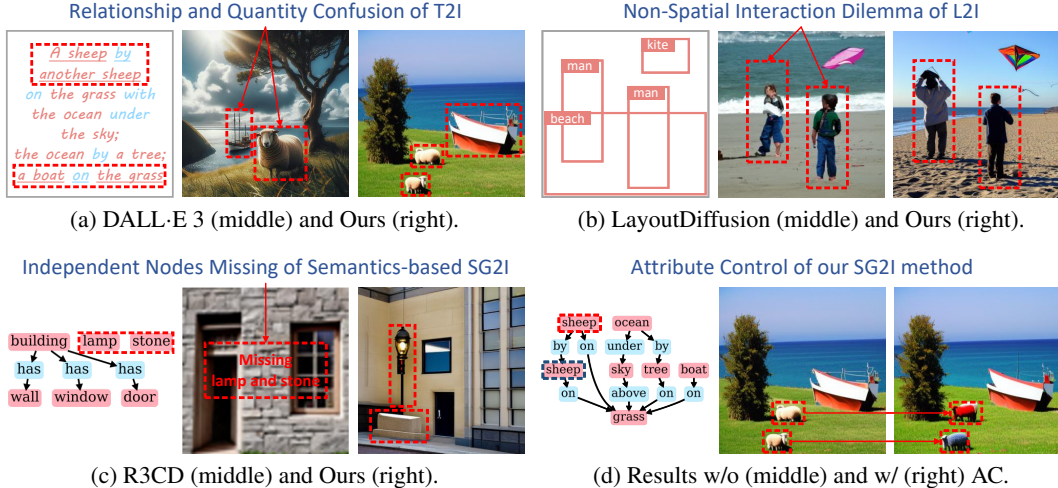 Relationship and Quantity Confusion of T2I
A sheep by
another sheep
on the grass with
the ocean under
the sky;
the ocean by a tree;
a boat on the grass
(a) DALL·E 3 (middle) and Ours (right).
Non-Spatial Interaction Dilemma of L2I
kite
man
man
beach
(b) LayoutDiffusion (middle) and Ours (right).
Independent Nodes Missing of Semantics-based SG2I
building lamp stone
has has has
wall window door
Missing
lamp and stone
(c) R3CD (middle) and Ours (right).
Attribute Control of our SG2I method
sheep ocean
by on under by
sheep sky tree boat
on above on on
grass
(d) Results w/o (middle) and w/ (right) AC.